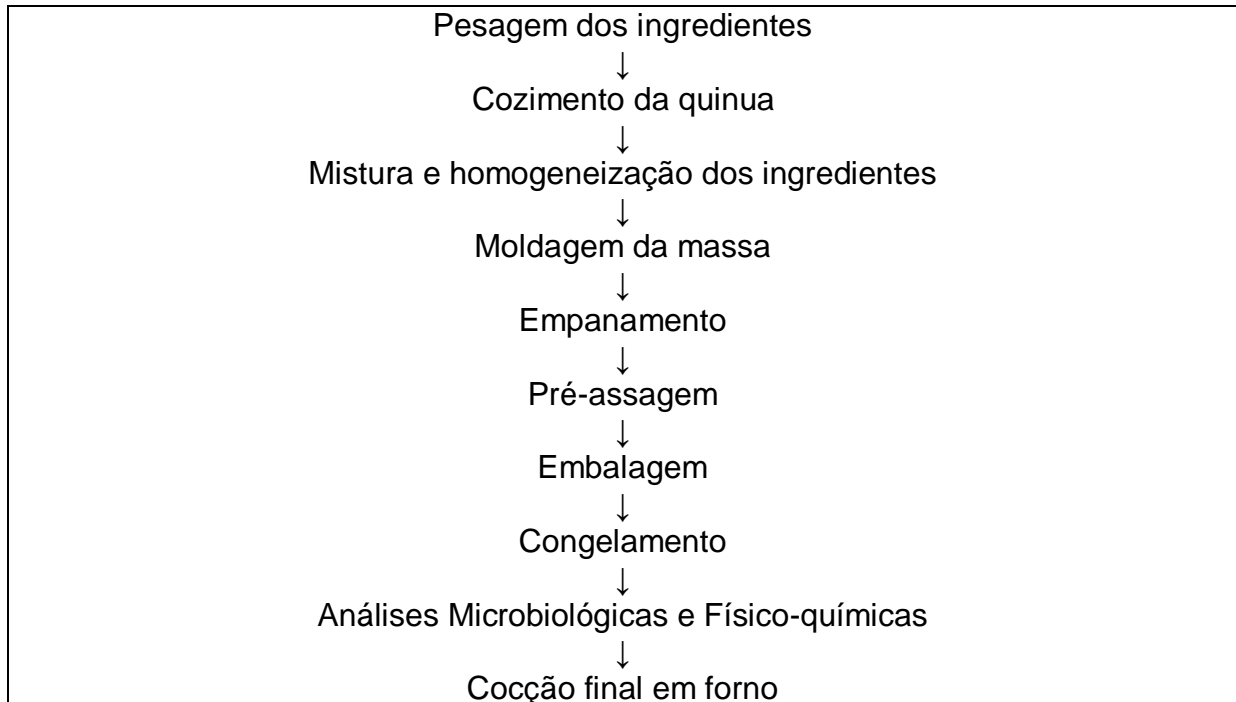 Pesagem dos ingredientes
↓
Cozimento da quinua
↓
Mistura e homogeneização dos ingredientes
↓
Moldagem da massa
↓
Empanamento
↓
Pré-assagem
↓
Embalagem
↓
Congelamento
↓
Análises Microbiológicas e Físico-químicas
↓
Cocção final em forno